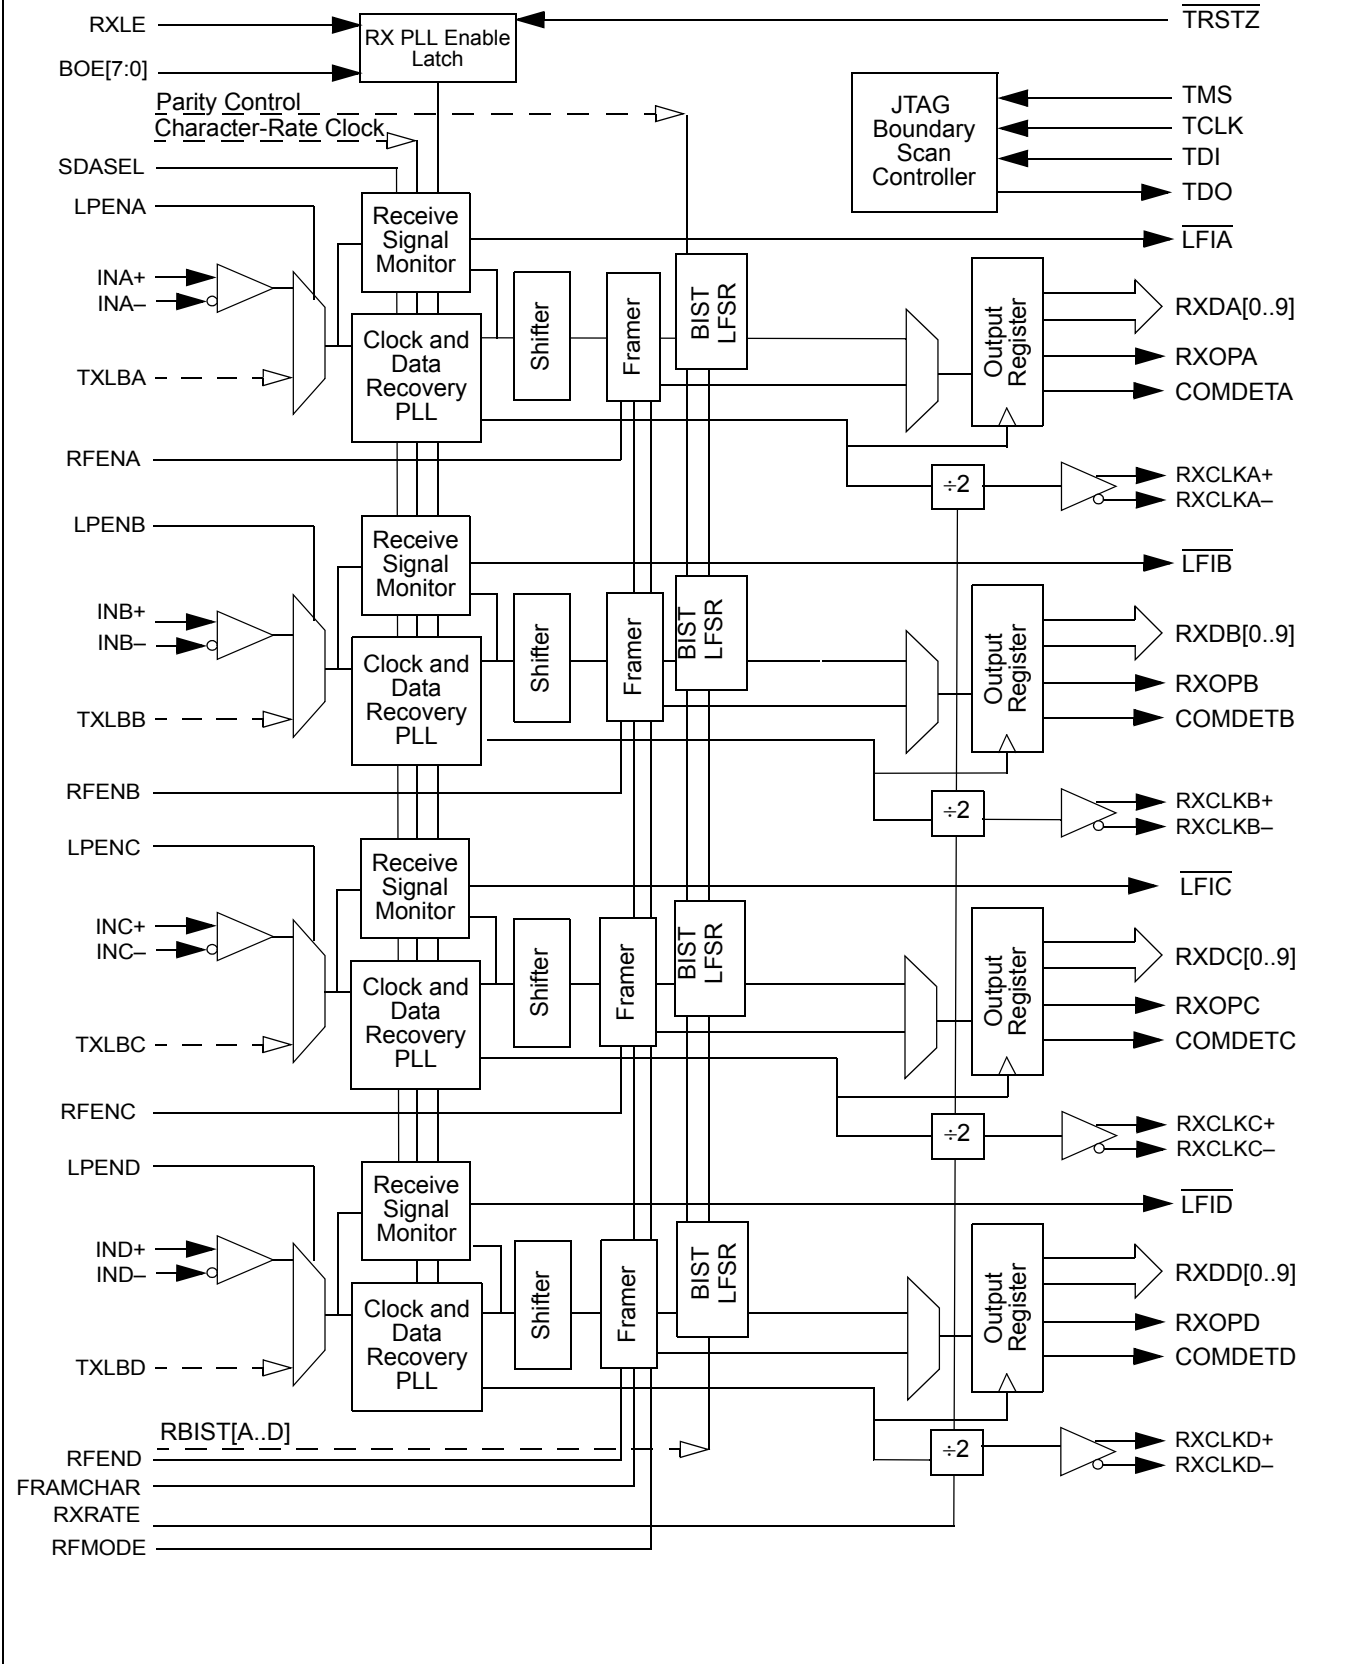 RXLE
RX PLL Enable
Latch
TRSTZ
BOE[7:0]
Parity Control
Character-Rate Clock
JTAG
Boundary
Scan
Controller
TMS
TCLK
TDI
TDO
SDASEL
LPENA
Receive
Signal
Monitor
LFIA
INA+
INA–
TXLBA
Clock and
Data
Recovery
PLL
Shifter
Framer
BIST
LFSR
Output
Register
RXDA[0..9]
RXOPA
COMDETA
RFENA
÷2
RXCLKA+
RXCLKA–
LPENB
Receive
Signal
Monitor
LFIB
INB+
INB–
TXLBB
Clock and
Data
Recovery
PLL
Shifter
Framer
BIST
LFSR
Output
Register
RXDB[0..9]
RXOPB
COMDETB
RFENB
÷2
RXCLKB+
RXCLKB–
LPENC
Receive
Signal
Monitor
LFIC
INC+
INC–
TXLBC
Clock and
Data
Recovery
PLL
Shifter
Framer
BIST
LFSR
Output
Register
RXDC[0..9]
RXOPC
COMDETC
RFENC
÷2
RXCLKC+
RXCLKC–
LPEND
Receive
Signal
Monitor
LFID
IND+
IND–
TXLBD
Clock and
Data
Recovery
PLL
Shifter
Framer
BIST
LFSR
Output
Register
RXDD[0..9]
RXOPD
COMDETD
RBIST[A..D]
RFEND
÷2
RXCLKD+
RXCLKD–
FRAMCHAR
RXRATE
RFMODE